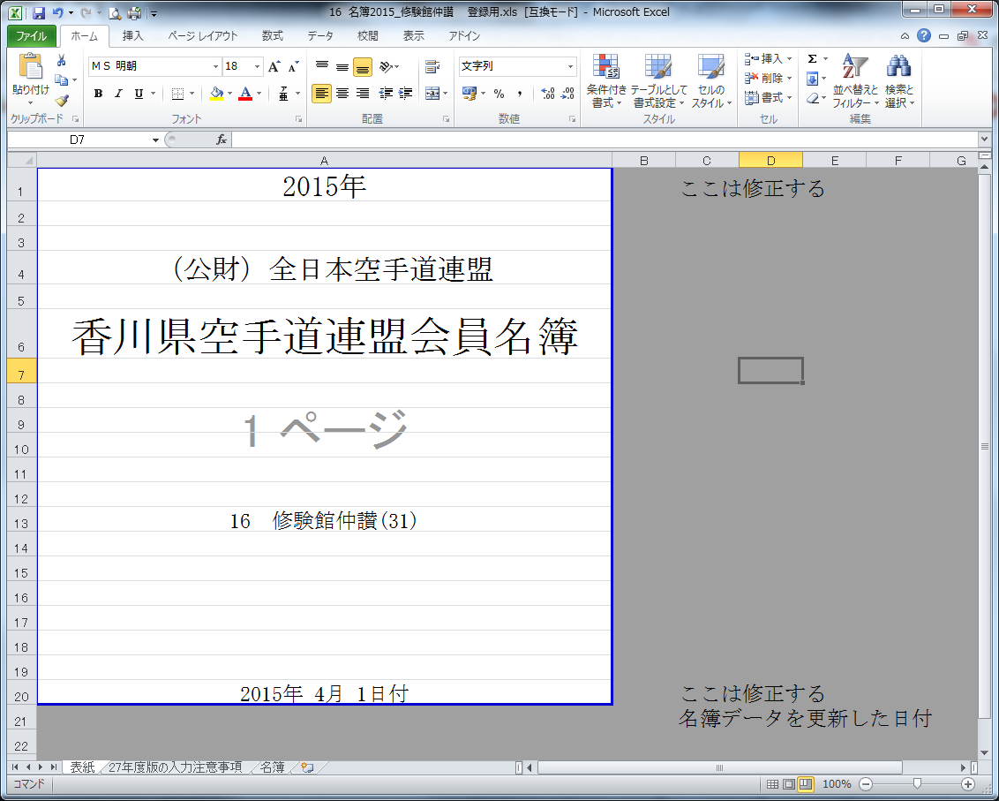 16 名簿2015_修験館仲讃 登録用.xls [互換モード] - Microsoft Excel
ファイル ホーム 挿入 ページ レイアウト 数式 データ 校閲 表示 アドイン
貼り付け
クリップボード
ＭＳ 明朝 18
B I U
フォント
配置
文字列
数値
条件付き書式
テーブルとして書式設定
セルのスタイル
スタイル
挿入
削除
書式
セル
並べ替えとフィルター
検索と選択
編集
D7 fx
A B C D E F G
1 2015年 ここは修正する
2
3
4 （公財）全日本空手道連盟
5
6 香川県空手道連盟会員名簿
7
8
9
1 ページ
10
11
12
13 16 修験館仲讃(31)
14
15
16
17
18
19
20 2015年 4月 1日付 ここは修正する
21 名簿データを更新した日付
22
表紙 27年度版の入力注意事項 名簿
コマンド 100%